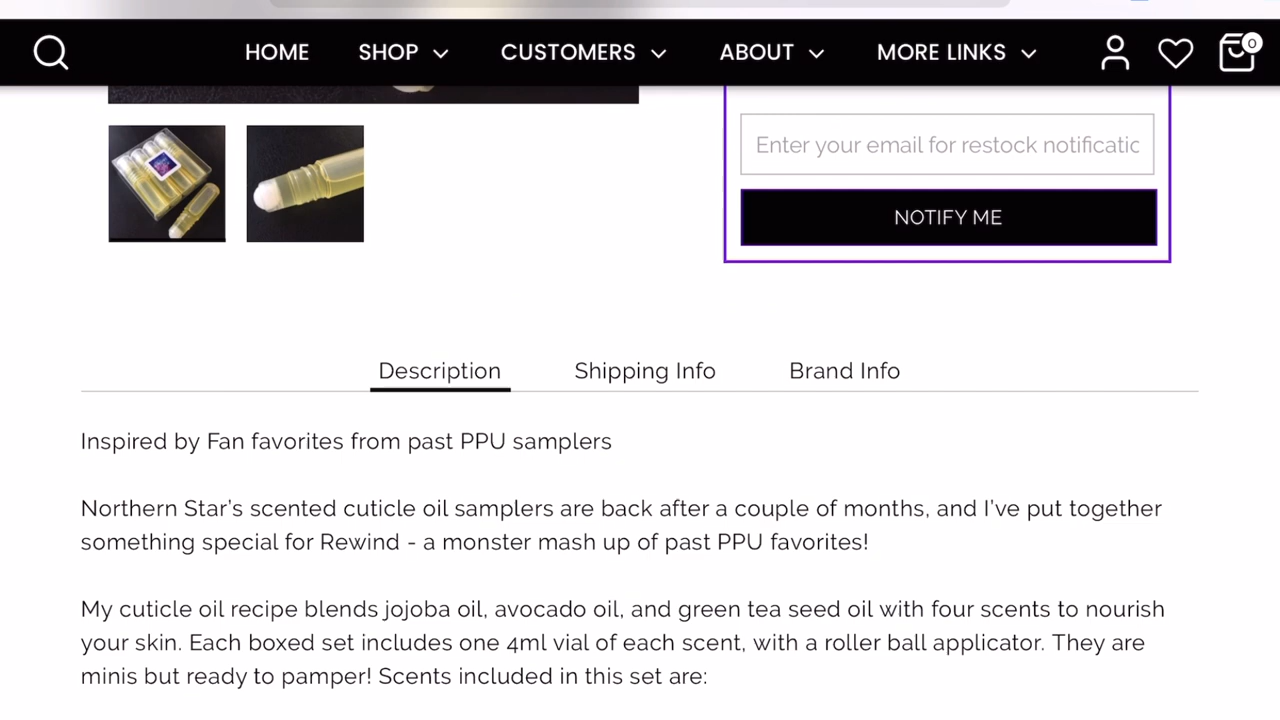 HOME SHOP CUSTOMERS ABOUT MORE LINKS 0
Enter your email for restock notificatic
NOTIFY ME
Description Shipping Info Brand Info
Inspired by Fan favorites from past PPU samplers
Northern Star's scented cuticle oil samplers are back after a couple of months, and I've put together
something special for Rewind - a monster mash up of past PPU favorites!
My cuticle oil recipe blends jojoba oil, avocado oil, and green tea seed oil with four scents to nourish
your skin. Each boxed set includes one 4ml vial of each scent, with a roller ball applicator. They are
minis but ready to pamper! Scents included in this set are: